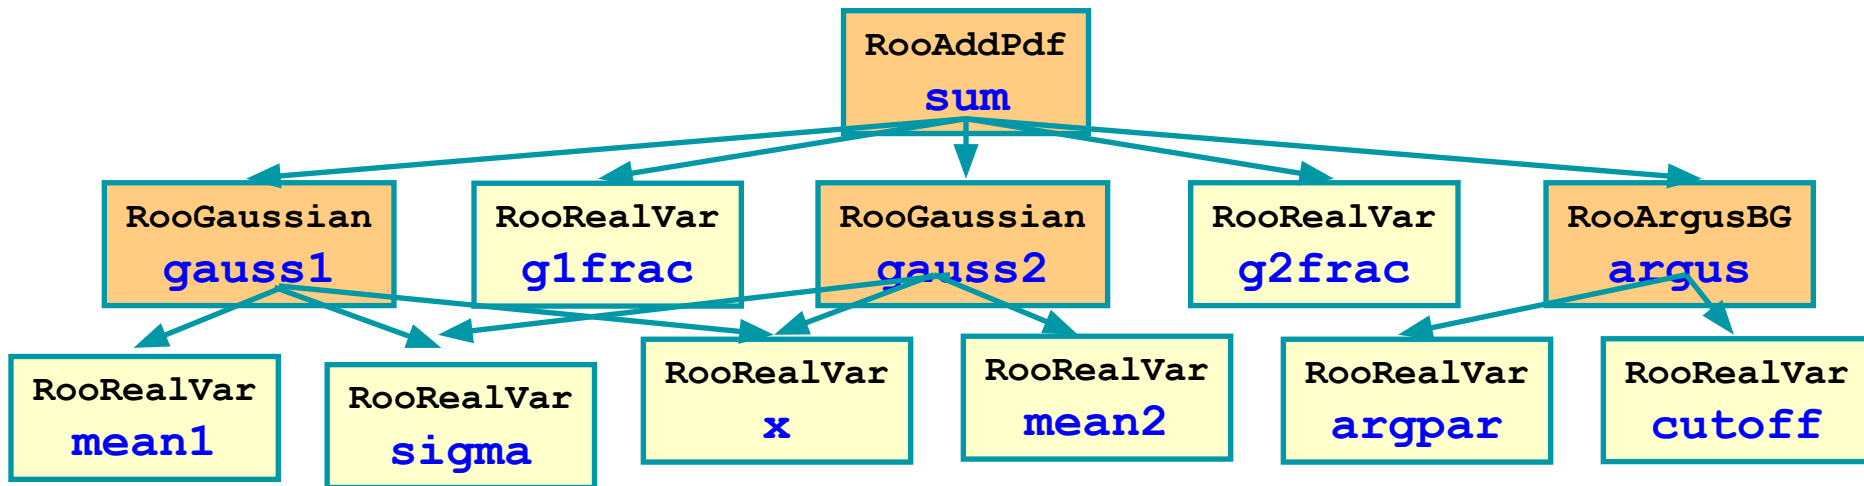 RooAddPdf
sum
RooGaussian
gauss1
RooRealVar
g1frac
RooGaussian
gauss2
RooRealVar
g2frac
RooArgusBG
argus
RooRealVar
mean1
RooRealVar
sigma
RooRealVar
x
RooRealVar
mean2
RooRealVar
argpar
RooRealVar
cutoff